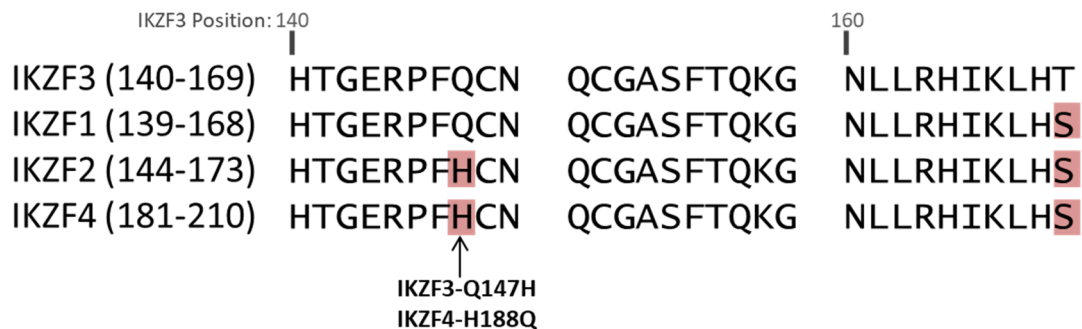 IKZF3 Position: 140 160
IKZF3 (140-169) HTGERPFQCN QCGASFTQKG NLLRHIKLHT
IKZF1 (139-168) HTGERPFQCN QCGASFTQKG NLLRHIKLHS
IKZF2 (144-173) HTGERPFHCN QCGASFTQKG NLLRHIKLHS
IKZF4 (181-210) HTGERPFHCN QCGASFTQKG NLLRHIKLHS
IKZF3-Q147H
IKZF4-H188Q